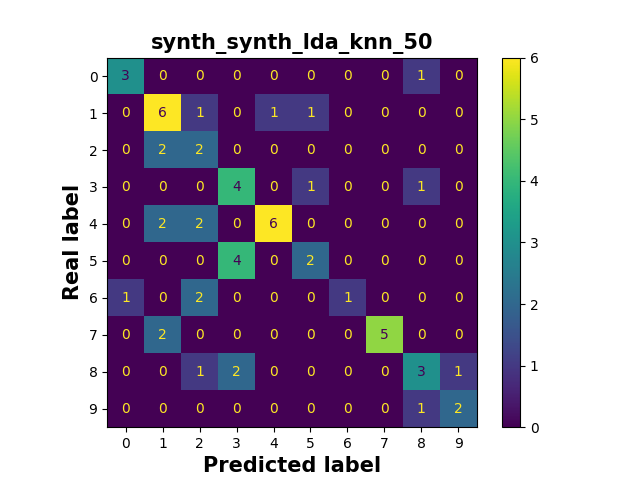 synth_synth_lda_knn_50
Real label
0 3 0 0 0 0 0 0 0 1 0
1 0 6 1 0 1 1 0 0 0 0
2 0 2 2 0 0 0 0 0 0 0
3 0 0 0 4 0 1 0 0 1 0
4 0 2 2 0 6 0 0 0 0 0
5 0 0 0 4 0 2 0 0 0 0
6 1 0 2 0 0 0 1 0 0 0
7 0 2 0 0 0 0 0 5 0 0
8 0 0 1 2 0 0 0 0 3 1
9 0 0 0 0 0 0 0 0 1 2
0 1 2 3 4 5 6 7 8 9
Predicted label
6
5
4
3
2
1
0